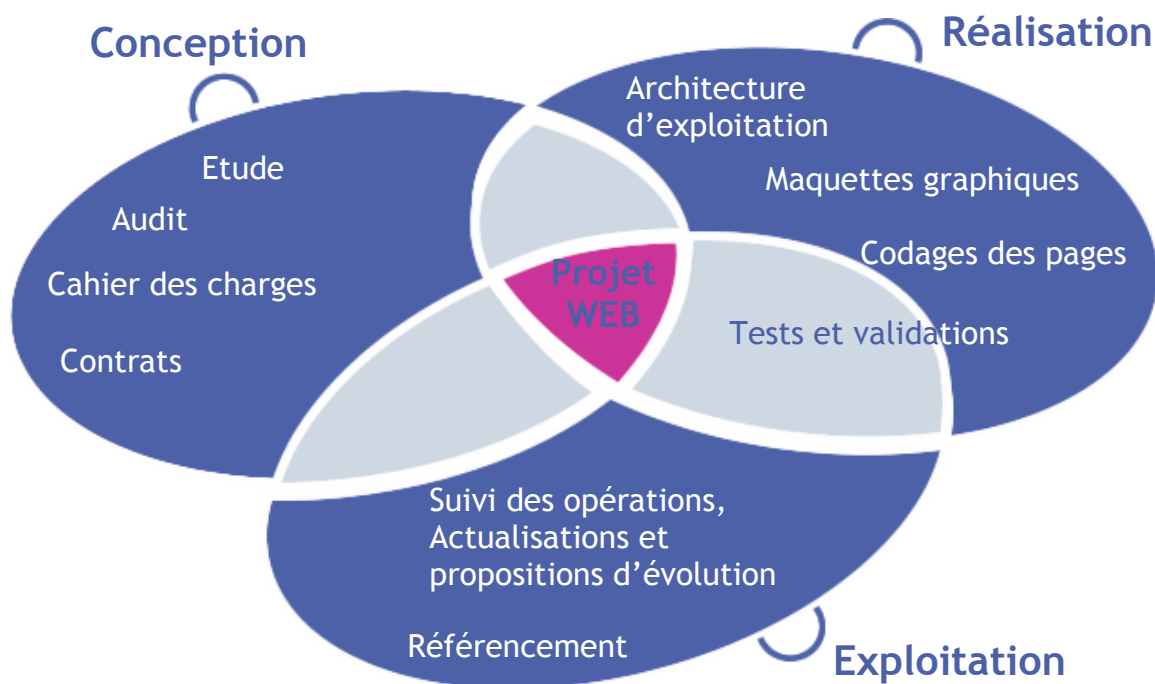 Conception
Réalisation
Etude
Audit
Cahier des charges
Contrats
Architecture
d’exploitation
Maquettes graphiques
Codages des pages
Projet
WEB
Tests et validations
Suivi des opérations,
Actualisations et
propositions d’évolution
Référencement
Exploitation